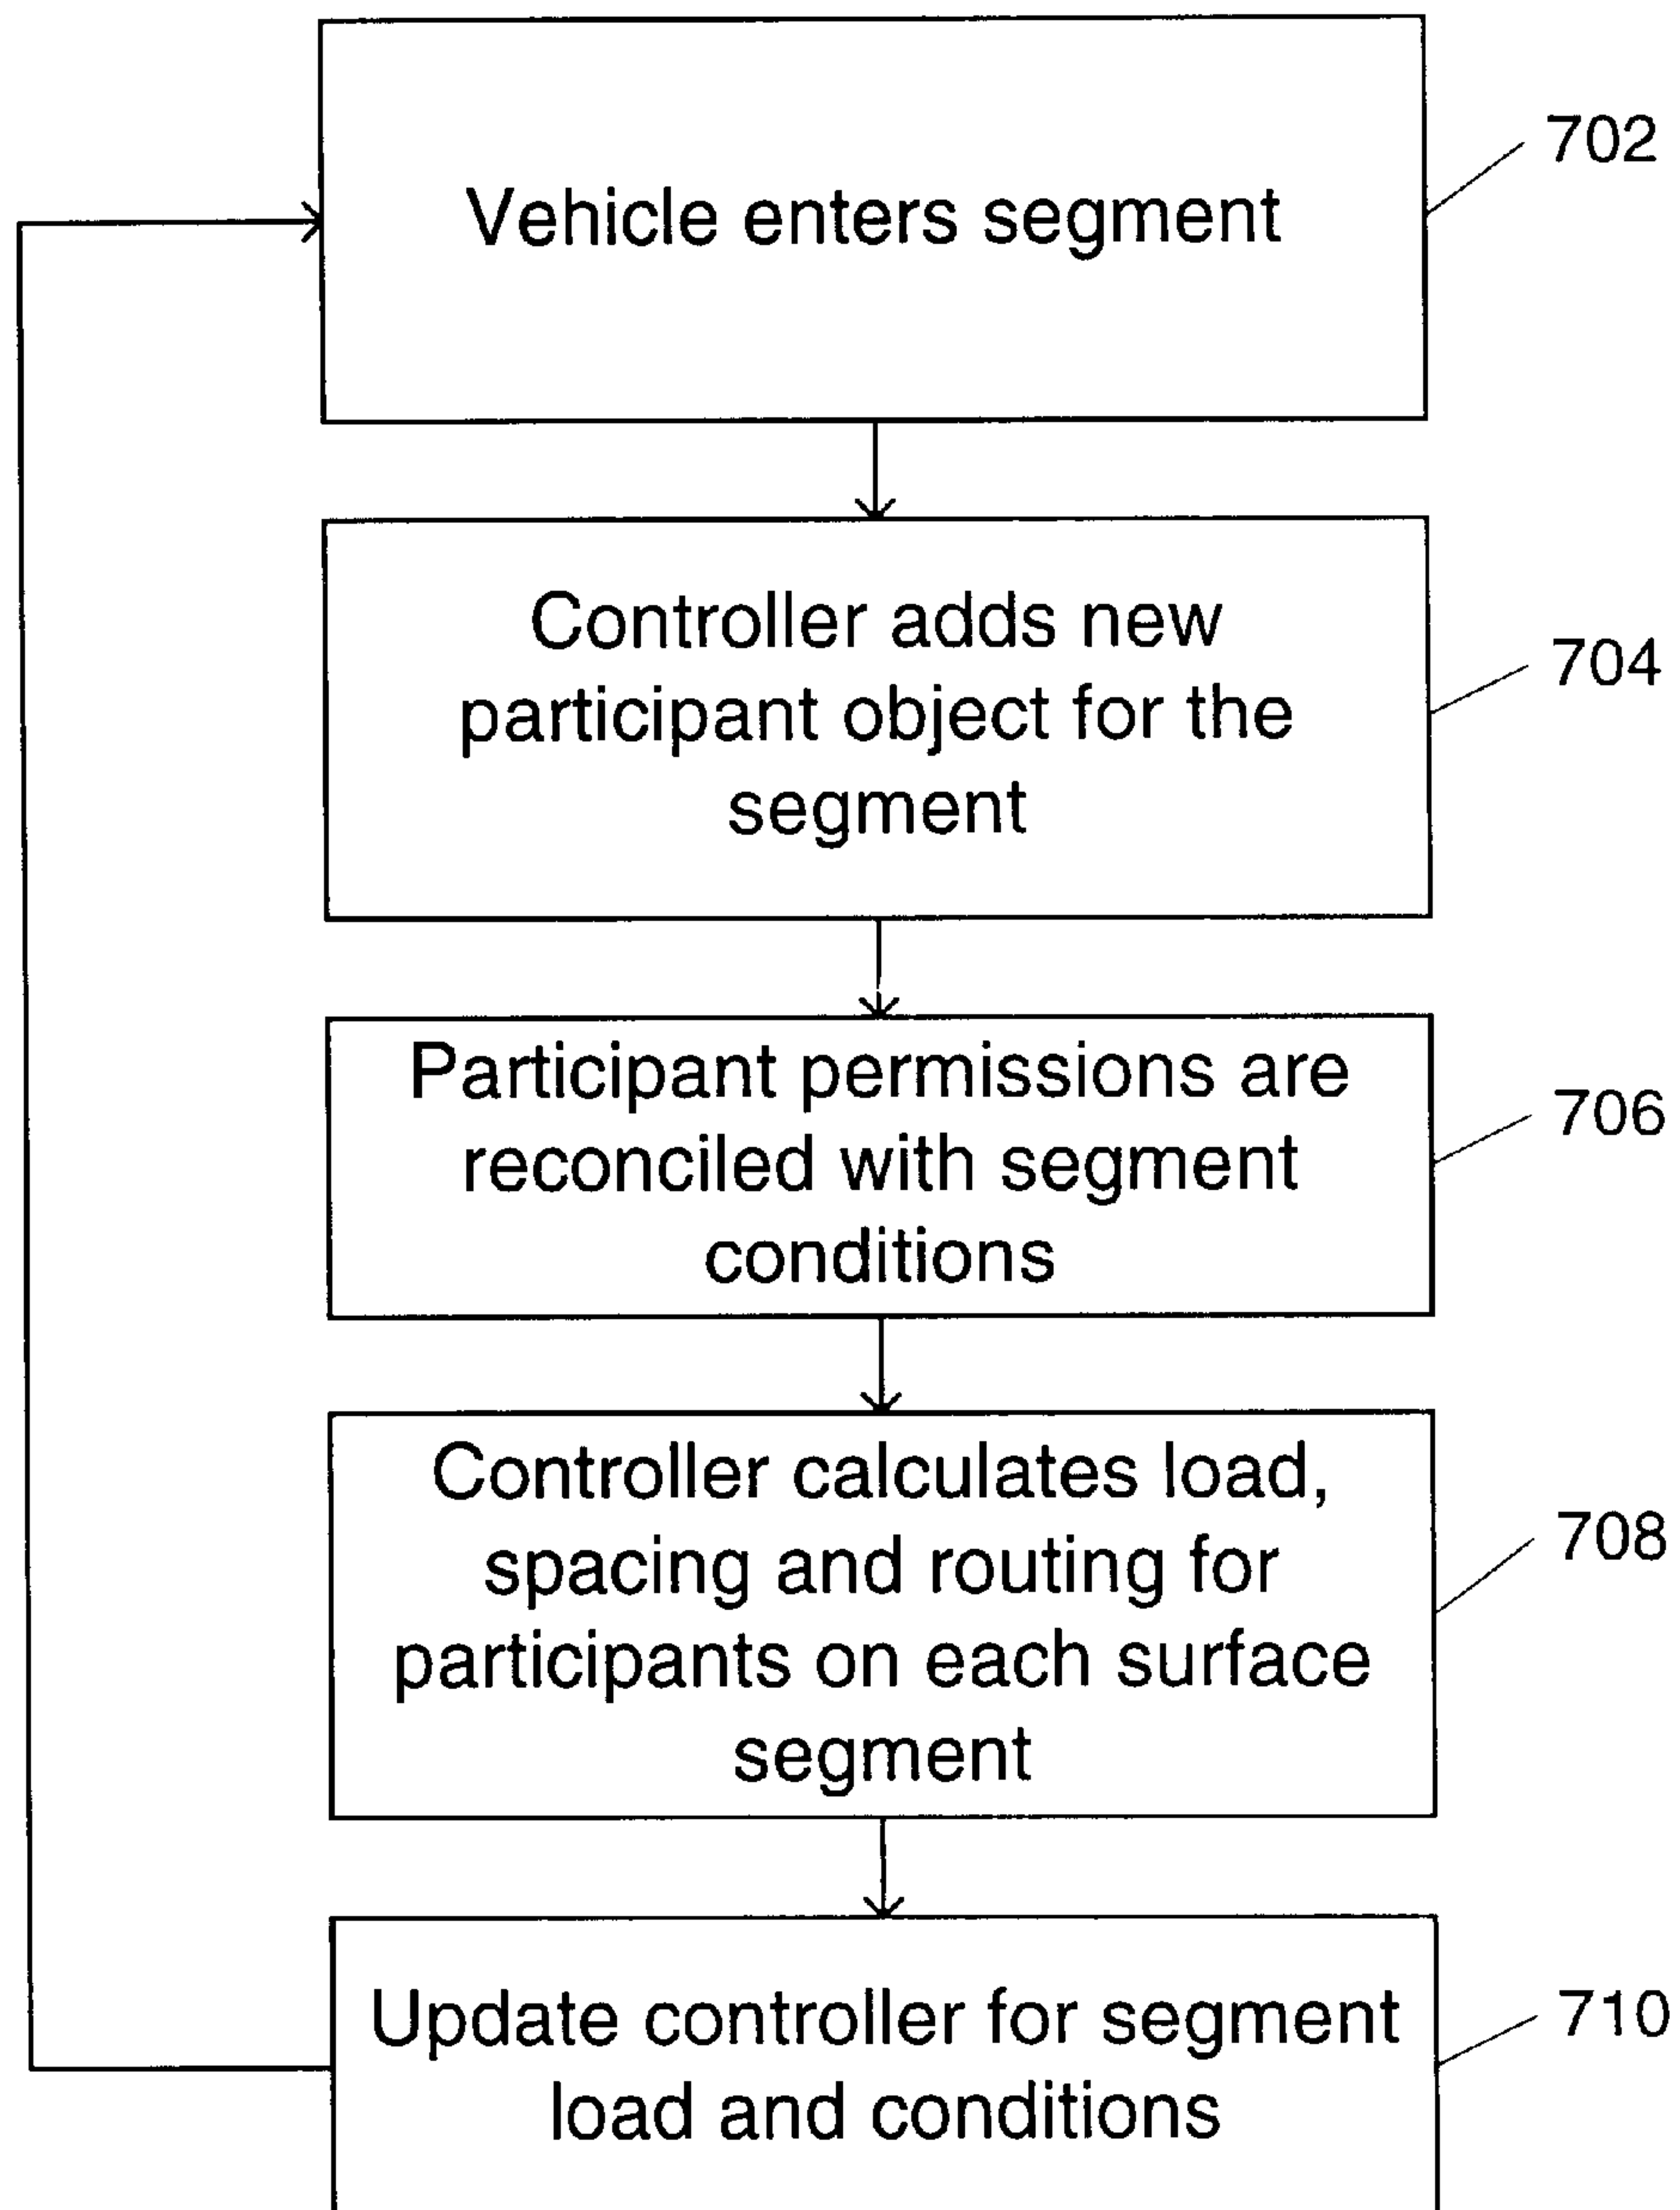 Vehicle enters segment
702
Controller adds new
participant object for the
segment
704
Participant permissions are
reconciled with segment
conditions
706
Controller calculates load,
spacing and routing for
participants on each surface
segment
708
Update controller for segment
load and conditions
710